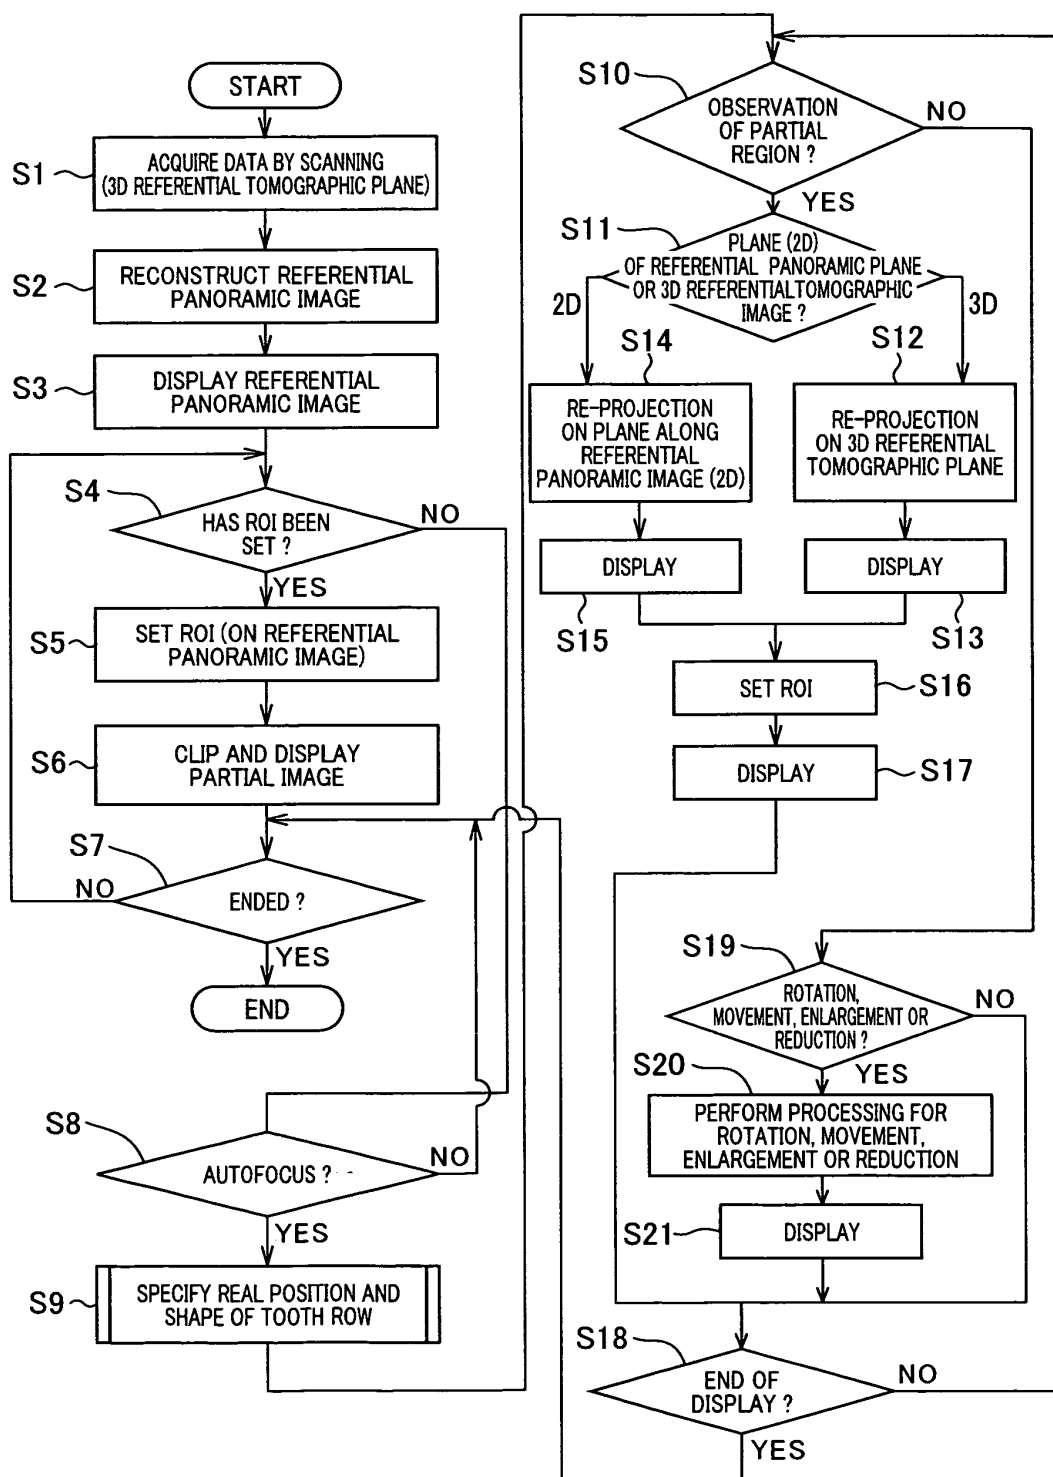 START
S1
ACQUIRE DATA BY SCANNING
(3D REFERENTIAL TOMOGRAPHIC PLANE)
S2
RECONSTRUCT REFERENTIAL
PANORAMIC IMAGE
S3
DISPLAY REFERENTIAL
PANORAMIC IMAGE
S4
HAS ROI BEEN
SET ?
NO
YES
S5
SET ROI (ON REFERENTIAL
PANORAMIC IMAGE)
S6
CLIP AND DISPLAY
PARTIAL IMAGE
S7
ENDED ?
NO
YES
END
S8
AUTOFOCUS ?
NO
YES
S9
SPECIFY REAL POSITION AND
SHAPE OF TOOTH ROW
S10
OBSERVATION
OF PARTIAL
REGION ?
NO
YES
S11
PLANE (2D)
OF REFERENTIAL PANORAMIC PLANE
OR 3D REFERENTIALTOMOGRAPHIC
IMAGE ?
2D
3D
S14
RE-PROJECTION
ON PLANE ALONG
REFERENTIAL
PANORAMIC IMAGE (2D)
S12
RE-PROJECTION
ON 3D REFERENTIAL
TOMOGRAPHIC PLANE
DISPLAY
S15
DISPLAY
S13
SET ROI
S16
DISPLAY
S17
S19
ROTATION,
MOVEMENT, ENLARGEMENT OR
REDUCTION ?
NO
YES
S20
PERFORM PROCESSING FOR
ROTATION, MOVEMENT,
ENLARGEMENT OR REDUCTION
S21
DISPLAY
S18
END OF
DISPLAY ?
NO
YES